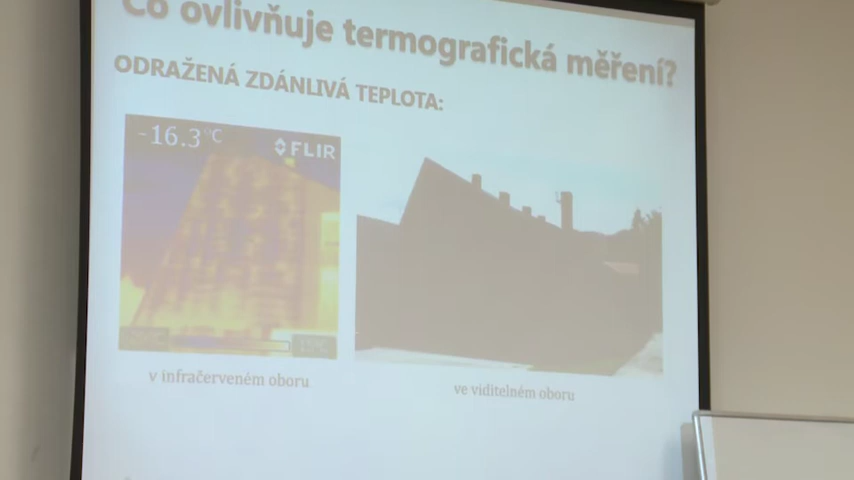 Co ovlivňuje termografická měření?
ODRAŽENÁ ZDÁNLIVÁ TEPLOTA:
-16.3°C
FLIR
v infračerveném oboru
ve viditelném oboru